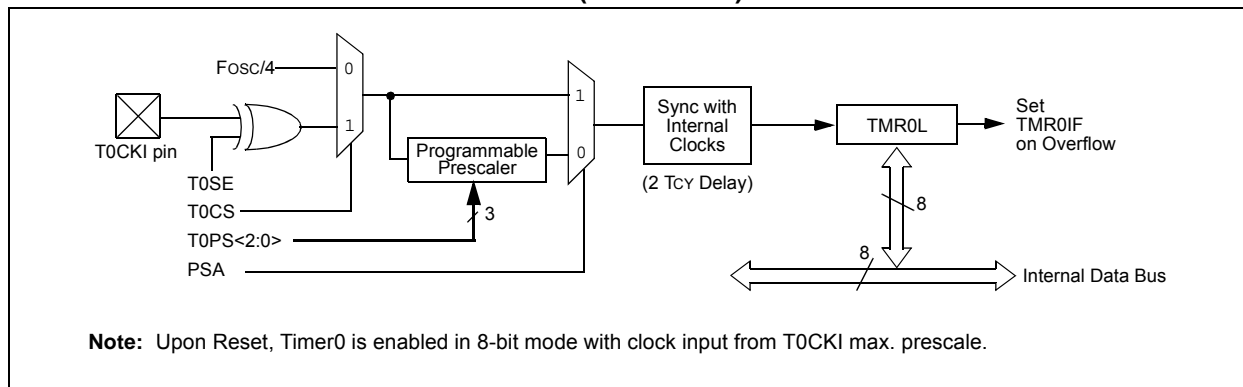 FOSC/4
0
1
T0CKI pin
T0SE
T0CS
T0PS<2:0>
PSA
Programmable
Prescaler
3
1
0
Sync with
Internal
Clocks
(2 TCY Delay)
TMR0L
Set
TMR0IF
on Overflow
8
8
Internal Data Bus
Note: Upon Reset, Timer0 is enabled in 8-bit mode with clock input from T0CKI max. prescale.